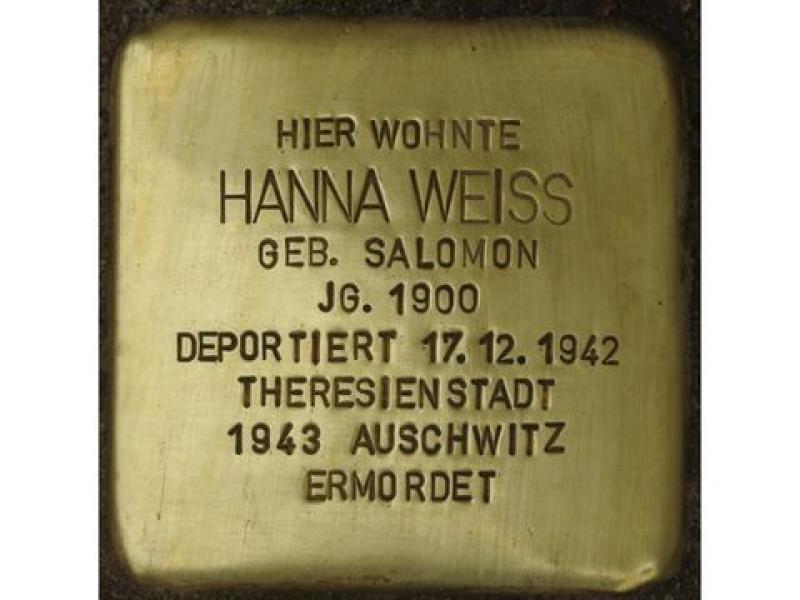 HIER WOHNTE
HANNA WEISS
GEB. SALOMON
JG. 1900
DEPORTIERT 17.12.1942
THERESIENSTADT
1943 AUSCHWITZ
ERMORDET